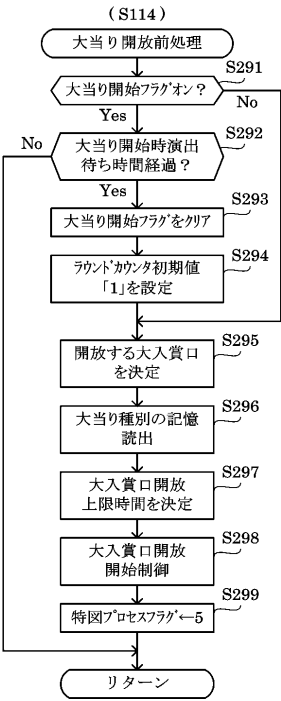 (S114)
大当り開放前処理
S291
大当り開始フラグオン?
No
Yes
S292
No
大当り開始時演出
待ち時間経過?
Yes
S293
大当り開始フラグをクリア
S294
ラウンドカウンタ初期値
「1」を設定
S295
開放する大入賞口
を決定
S296
大当り種別の記憶
読出
S297
大入賞口開放
上限時間を決定
S298
大入賞口開放
開始制御
S299
特図プロセスフラグ←5
リターン